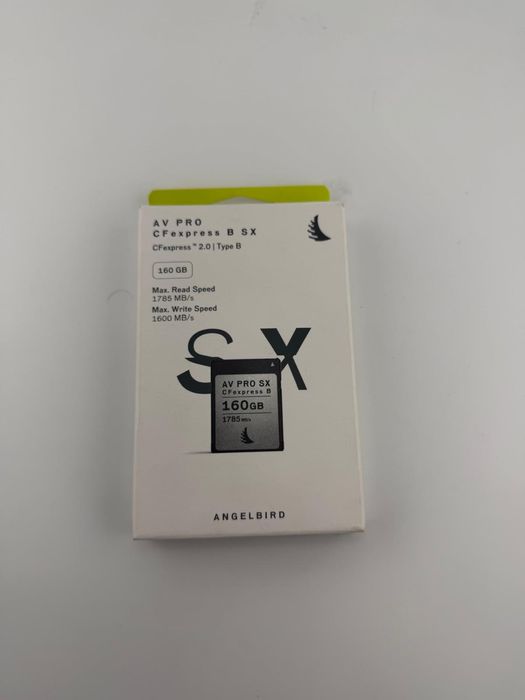 AV PRO
CFexpress B SX
CFexpress™ 2.0 | Type B
160 GB
Max. Read Speed
1785 MB/s
Max. Write Speed
1600 MB/s
SX
AV PRO SX
CFexpress B
160GB
1785 MB/s
ANGELBIRD